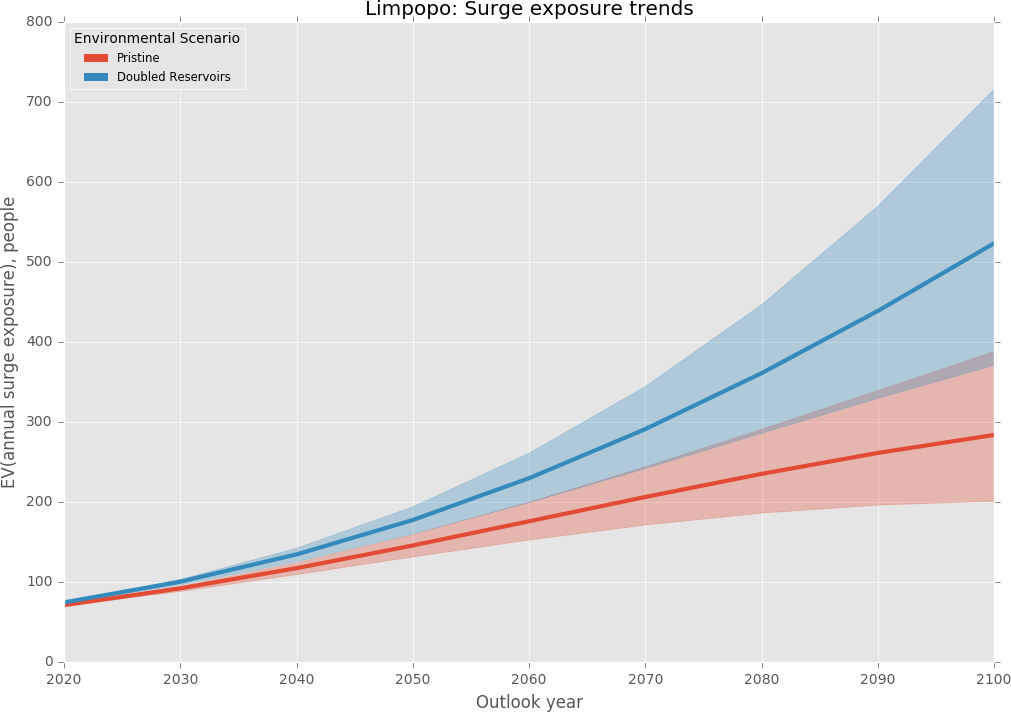 Limpopo: Surge exposure trends
Environmental Scenario
Pristine
Doubled Reservoirs
EV(annual surge exposure), people
800
700
600
500
400
300
200
100
0
2020 2030 2040 2050 2060 2070 2080 2090 2100
Outlook year